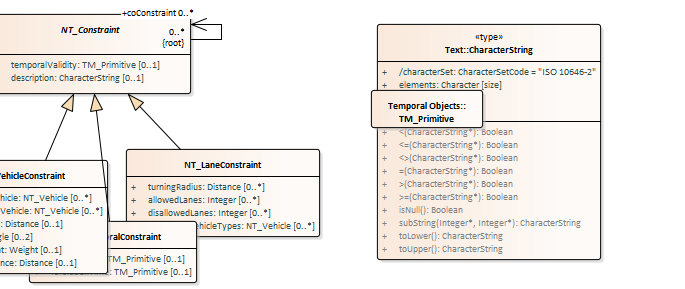 +coConstraint 0..*
NT_Constraint
0..*
{root}
temporalValidity: TM_Primitive [0..1]
description: CharacterString [0..1]
ehicleConstraint
hicle: NT_Vehicle [0..*]
Vehicle: NT_Vehicle [0..*]
: Distance [0..1]
gle [0..2]
nt: Weight [0..1]
nce: Distance [0..1]
NT_LaneConstraint
+ turningRadius: Distance [0..*]
+ allowedLanes: Integer [0..*]
+ disallowedLanes: Integer [0..*]
ehicleTypes: NT_Vehicle [0..*]
ralConstraint
TM_Primitive [0..1]
TM_Primitive [0..1]
«type»
Text::CharacterString
+ /characterSet: CharacterSetCode = "ISO 10646-2"
+ elements: Character [size]
Temporal Objects::
TM_Primitive
+ <(CharacterString*): Boolean
+ <=(CharacterString*): Boolean
+ <>(CharacterString*): Boolean
+ =(CharacterString*): Boolean
+ >(CharacterString*): Boolean
+ >=(CharacterString*): Boolean
+ isNull(): Boolean
+ subString(Integer*, Integer*): CharacterString
+ toLower(): CharacterString
+ toUpper(): CharacterString